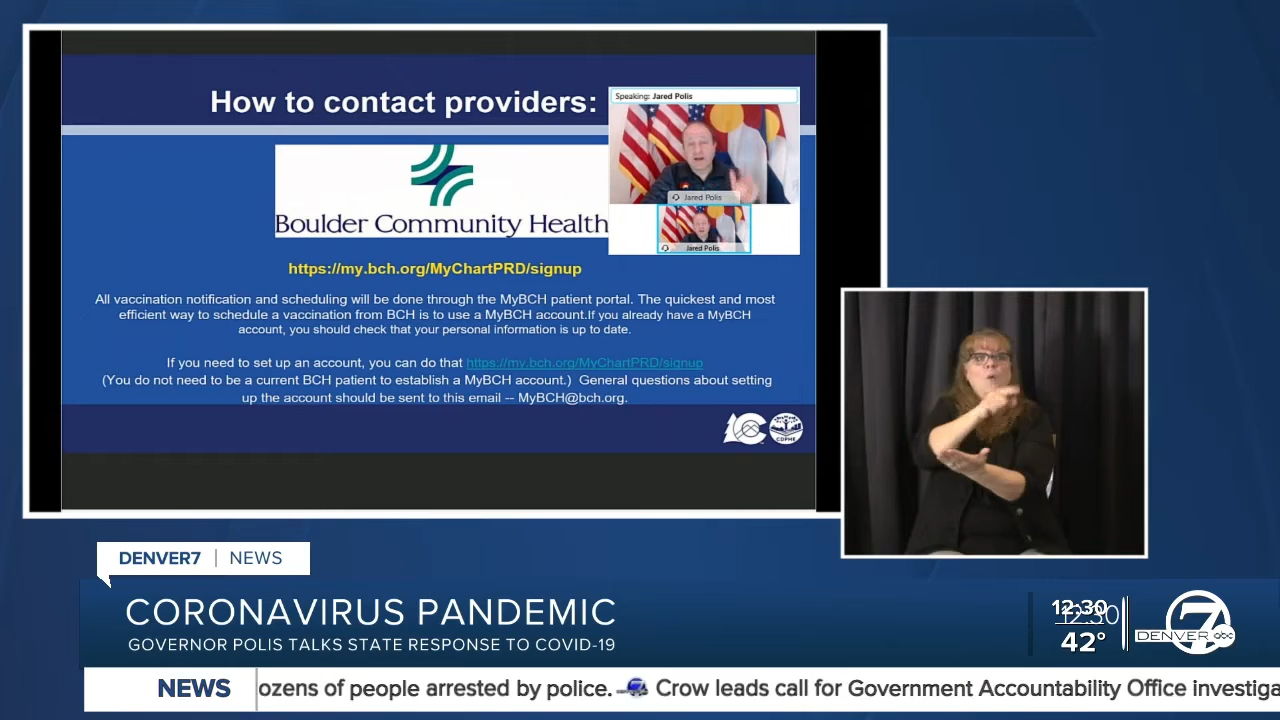 How to contact providers:
Speaking: Jared Polis
Jared Polis
Jared Polis
Boulder Community Health
https://my.bch.org/MyChartPRD/signup
All vaccination notification and scheduling will be done through the MyBCH patient portal. The quickest and most
efficient way to schedule a vaccination from BCH is to use a MyBCH account.If you already have a MyBCH
account, you should check that your personal information is up to date.
If you need to set up an account, you can do that https://my.bch.org/MyChartPRD/signup
(You do not need to be a current BCH patient to establish a MyBCH account.) General questions about setting
up the account should be sent to this email -- MyBCH@bch.org.
CDPHE
DENVER7 | NEWS
CORONAVIRUS PANDEMIC
GOVERNOR POLIS TALKS STATE RESPONSE TO COVID-19
12:30
42°
7
DENVER abc
NEWS
ozens of people arrested by police. Crow leads call for Government Accountability Office investiga